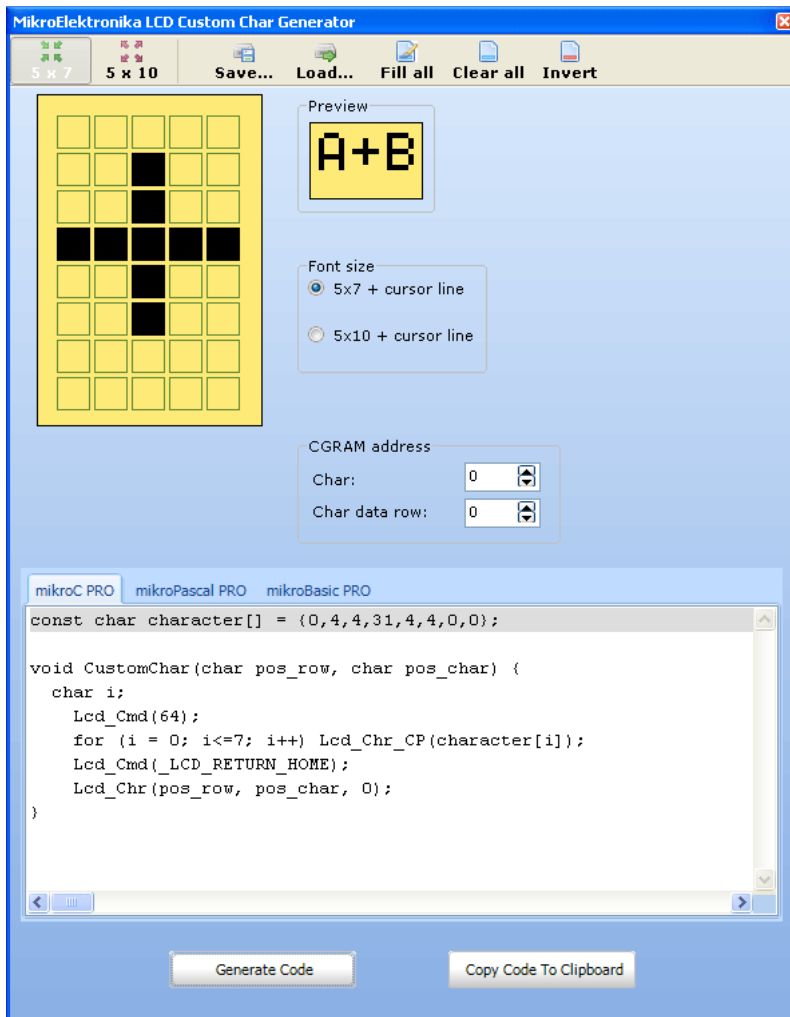 MikroElektronika LCD Custom Char Generator
5 x 7 5 x 10 Save... Load... Fill all Clear all Invert
Preview
A+B
Font size
5x7 + cursor line
5x10 + cursor line
CGRAM address
Char: 0
Char data row: 0
mikroC PRO mikroPascal PRO mikroBasic PRO
const char character[] = {0,4,4,31,4,4,0,0};
void CustomChar(char pos_row, char pos_char) {
  char i;
    Lcd_Cmd(64);
    for (i = 0; i<=7; i++) Lcd_Chr_CP(character[i]);
    Lcd_Cmd(_LCD_RETURN_HOME);
    Lcd_Chr(pos_row, pos_char, 0);
}
Generate Code Copy Code To Clipboard